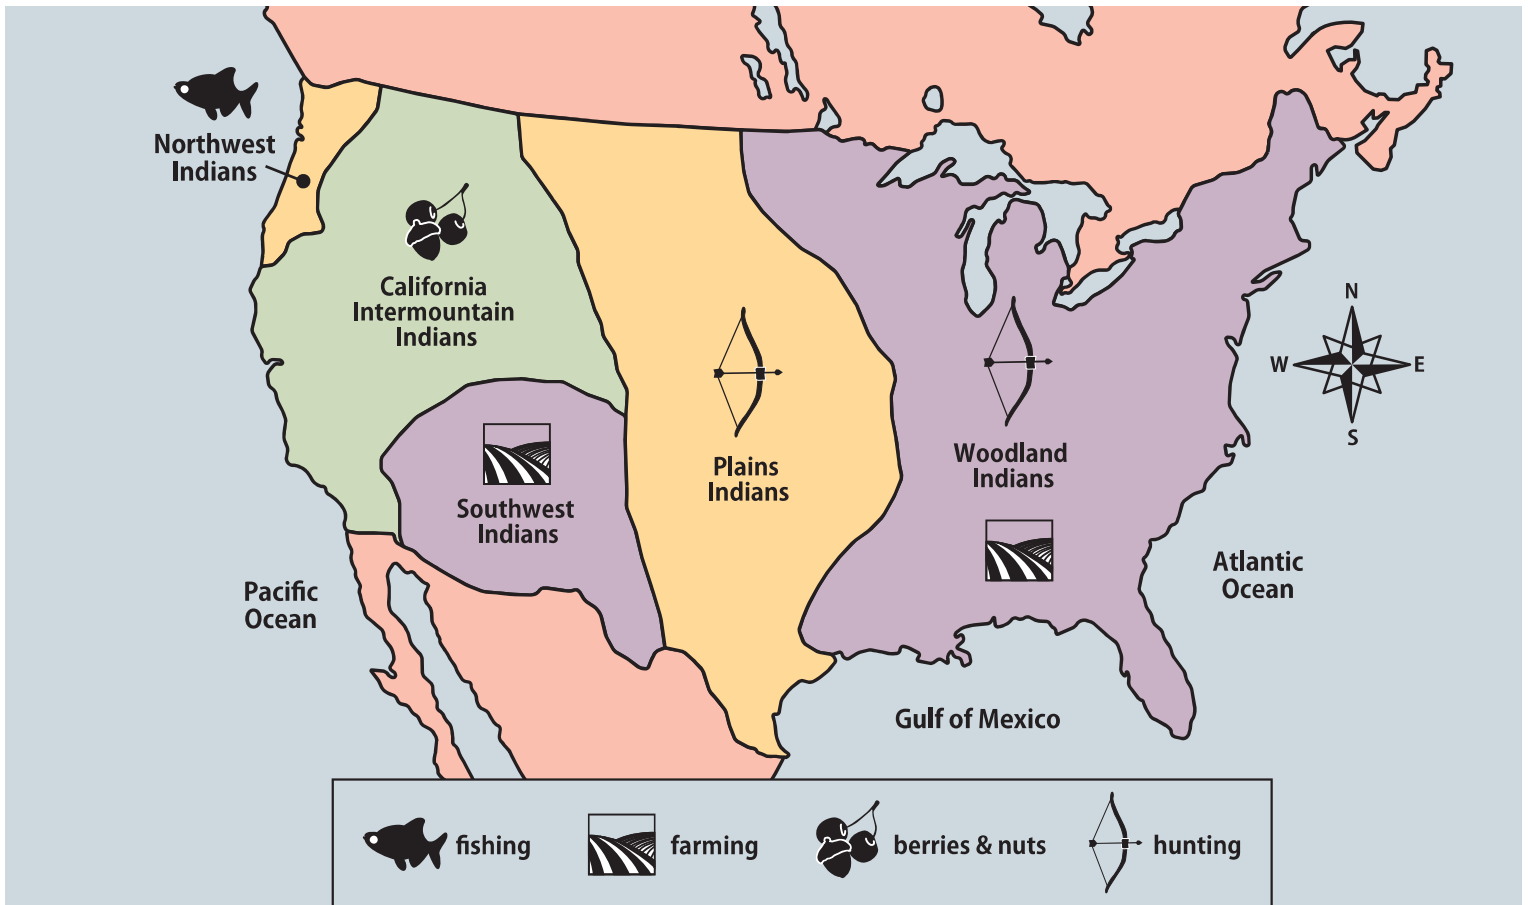 Northwest
Indians
California
Intermountain
Indians
Southwest
Indians
Plains
Indians
Woodland
Indians
N
W
E
S
Pacific
Ocean
Atlantic
Ocean
Gulf of Mexico
fishing
farming
berries & nuts
hunting